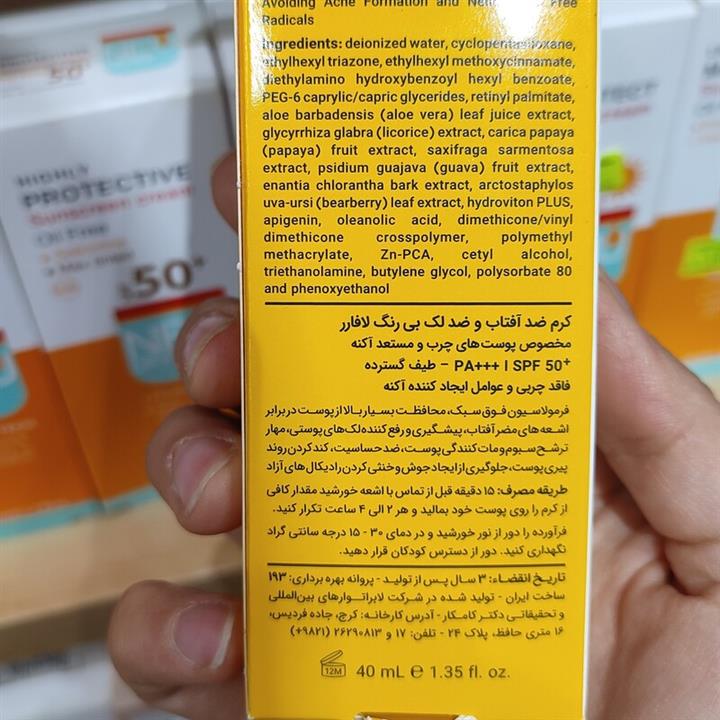 HIGHLY
PROTECTIVE
Sunscreen cream
Oil Free
50+
Avoiding Acne Formation and Free
Radicals
Ingredients: deionized water, cyclopentasiloxane,
ethylhexyl triazone, ethylhexyl methoxycinnamate,
diethylamino hydroxybenzoyl hexyl benzoate,
PEG-6 caprylic/capric glycerides, retinyl palmitate,
aloe barbadensis (aloe vera) leaf juice extract,
glycyrrhiza glabra (licorice) extract, carica papaya
(papaya) fruit extract, saxifraga sarmentosa
extract, psidium guajava (guava) fruit extract,
enantia chlorantha bark extract, arctostaphylos
uva-ursi (bearberry) leaf extract, hydroviton PLUS,
apigenin, oleanolic acid, dimethicone/vinyl
dimethicone crosspolymer, polymethyl
methacrylate, Zn-PCA, cetyl alcohol,
triethanolamine, butylene glycol, polysorbate 80
and phenoxyethanol
کرم ضد آفتاب و ضد لک بی رنگ لافارر
مخصوص پوست‌های چرب و مستعد آکنه
PA+++ I SPF 50+ – طیف گسترده
فاقد چربی و عوامل ایجاد کننده آکنه
فرمولاسیون فوق سبک، محافظت بسیار بالا از پوست در برابر
اشعه‌های مضر آفتاب، پیشگیری و رفع کننده لک‌های پوستی، مهار
ترشح سبوم و مات کنندگی پوست، ضد حساسیت، کند کردن روند
پیری پوست، جلوگیری از ایجاد جوش و خنثی کردن رادیکال‌های آزاد
طریقه مصرف: ۱۵ دقیقه قبل از تماس با اشعه خورشید مقدار کافی
از کرم را روی پوست خود بمالید و هر ۲ الی ۴ ساعت تکرار کنید.
فرآورده را دور از نور خورشید و در دمای ۳۰ - ۱۵ درجه سانتی گراد
نگهداری کنید. دور از دسترس کودکان قرار دهید.
تاریخ انقضاء: ۳ سال پس از تولید - پروانه بهره برداری: ۱۹۳
ساخت ایران - تولید شده در شرکت لابراتوارهای بین‌المللی
و تحقیقاتی دکتر کامکار - آدرس کارخانه: کرج، جاده فردیس،
۱۶ متری حافظ، پلاک ۲۴ - تلفن: ۱۷ و ۲۶۲۹۰۸۱۳ (۹۸۲۱+)
12M 40 mL e 1.35 fl. oz.